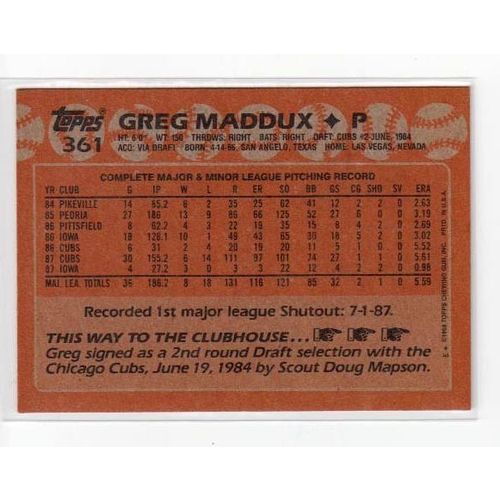 Topps
361
GREG MADDUX ✦ P
HT: 6'0" WT: 150 THROWS: RIGHT BATS: RIGHT DRAFT: CUBS #2-JUNE, 1984
ACQ: VIA DRAFT BORN: 4-14-66, SAN ANGELO, TEXAS HOME: LAS VEGAS, NEVADA
COMPLETE MAJOR & MINOR LEAGUE PITCHING RECORD
YR CLUB G IP W L R ER SO BB GS CG SHO SV ERA
84 PIKEVILLE 14 85.2 6 2 35 25 62 41 12 2 2 0 2.63
85 PEORIA 27 186 13 9 86 66 125 52 27 6 0 0 3.19
86 PITTSFIELD 8 62.2 4 3 35 15 2.69
86 IOWA 18 10 1 49 43 65 30 18 5 0 3.02
86 CUBS 6 31 2 4 20 19 20 11 5 1 0 0 5.52
87 CUBS 30 155.2 6 14 111 97 101 74 27 1 1 0 5.61
87 IOWA 4 27.2 3 0 3 3 22 12 4 2 0 0.98
MAJ. LEA. TOTALS 36 186.2 8 18 131 116 121 85 32 2 1 0 5.59
Recorded 1st major league Shutout: 7-1-87.
THIS WAY TO THE CLUBHOUSE...
Greg signed as a 2nd round Draft selection with the
Chicago Cubs, June 19, 1984 by Scout Doug Mapson.
©1988 TOPPS CHEWING GUM, INC. PRTD. IN U.S.A.